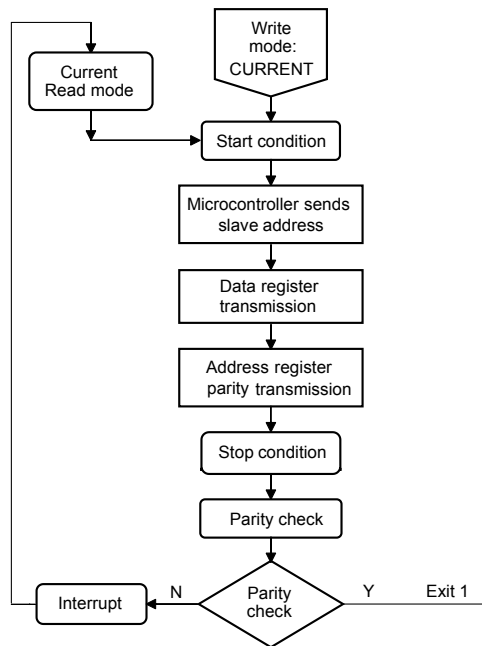 Write
mode:
CURRENT
Current
Read mode
Start condition
Microcontroller sends
slave address
Data register
transmission
Address register
parity transmission
Stop condition
Parity check
Interrupt
N
Parity
check
Y
Exit 1